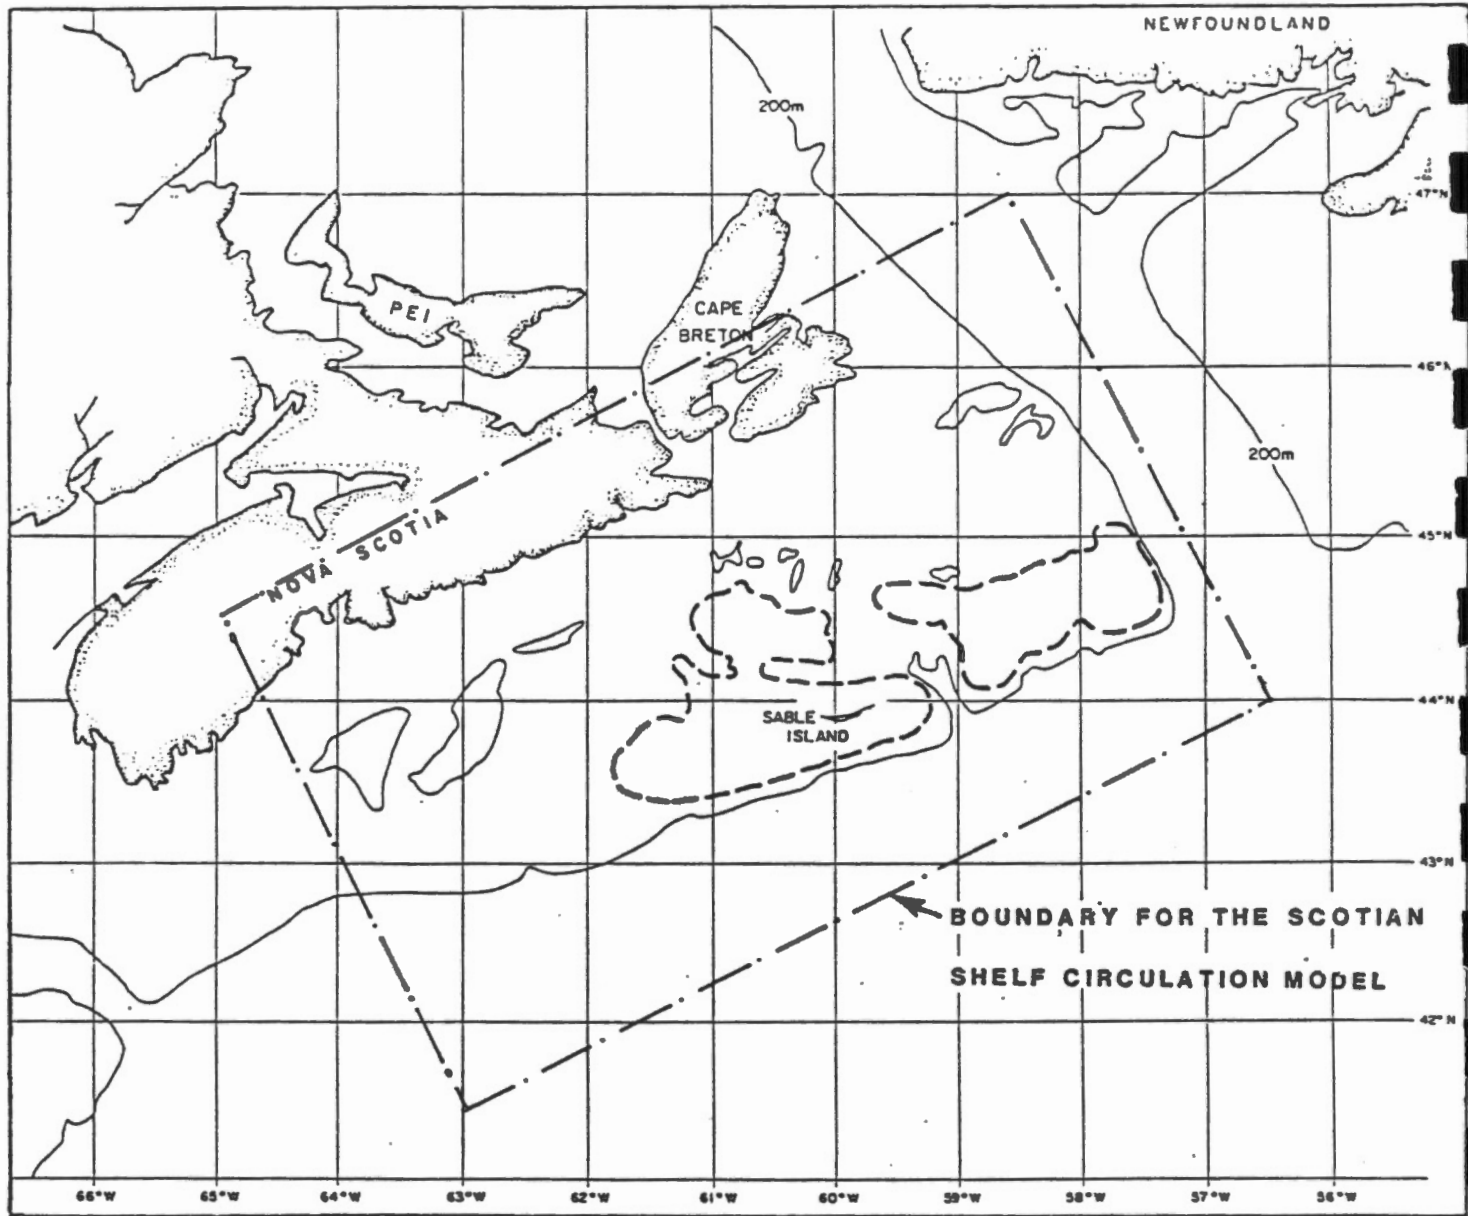 NEWFOUNDLAND
200m
47°N
PEI
CAPE
BRETON
46°N
200m
NOVA SCOTIA
45°N
44°N
SABLE
ISLAND
43°N
BOUNDARY FOR THE SCOTIAN
SHELF CIRCULATION MODEL
42°N
66°W 65°W 64°W 63°W 62°W 61°W 60°W 59°W 58°W 57°W 56°W